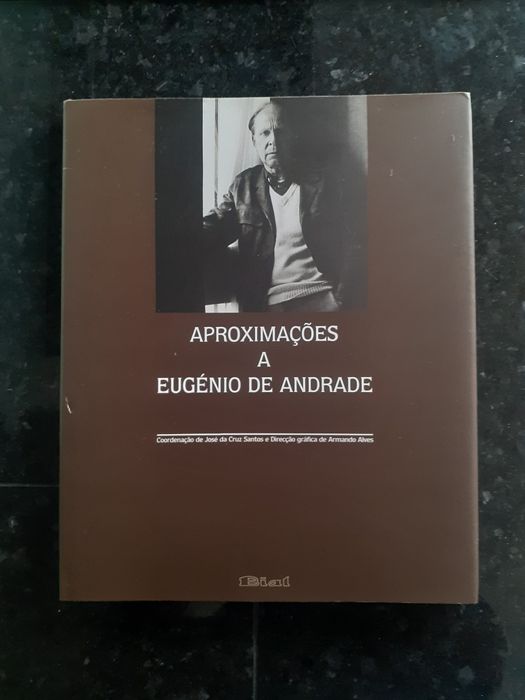 APROXIMAÇÕES
A
EUGÉNIO DE ANDRADE
Coordenação de José da Cruz Santos e Direcção gráfica de Armando Alves
Bial